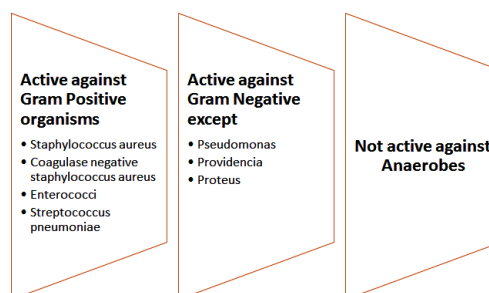 Active against
Gram Positive
organisms
• Staphylococcus aureus
• Coagulase negative
staphylococcus aureus
• Enterococci
• Streptococcus
pneumoniae
Active against
Gram Negative
except
• Pseudomonas
• Providencia
• Proteus
Not active against
Anaerobes